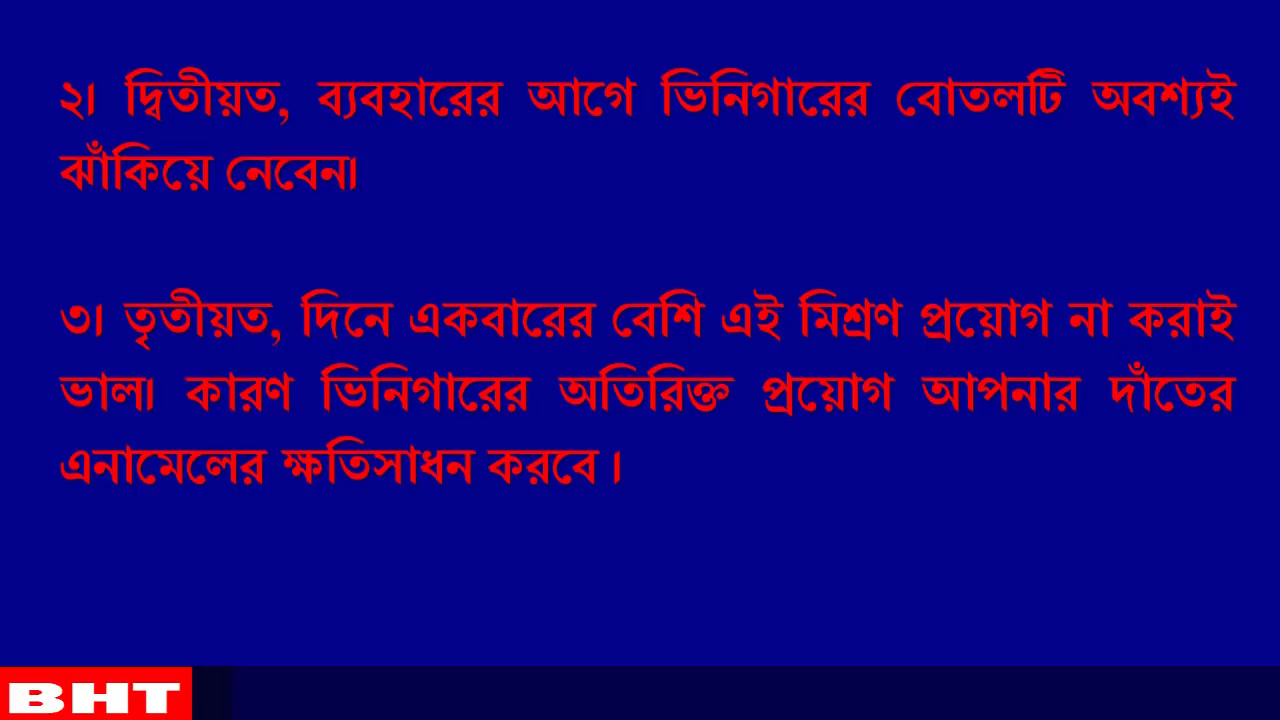 ২। দ্বিতীয়ত, ব্যবহারের আগে ভিনিগারের বোতলটি অবশ্যই
ঝাঁকিয়ে নেবেন।
৩। তৃতীয়ত, দিনে একবারের বেশি এই মিশ্রণ প্রয়োগ না করাই
ভাল। কারণ ভিনিগারের অতিরিক্ত প্রয়োগ আপনার দাঁতের
এনামেলের ক্ষতিসাধন করবে ।
BHT